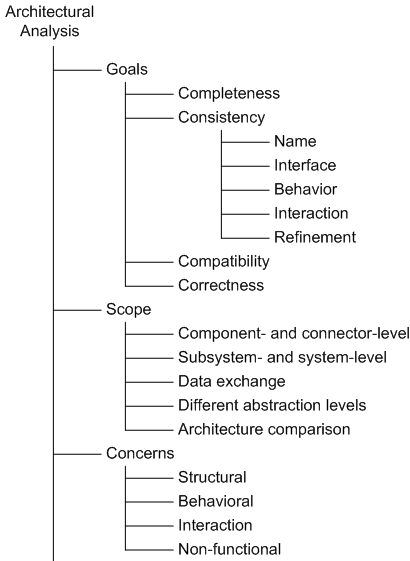 Architectural
Analysis
Goals
Completeness
Consistency
Name
Interface
Behavior
Interaction
Refinement
Compatibility
Correctness
Scope
Component- and connector-level
Subsystem- and system-level
Data exchange
Different abstraction levels
Architecture comparison
Concerns
Structural
Behavioral
Interaction
Non-functional